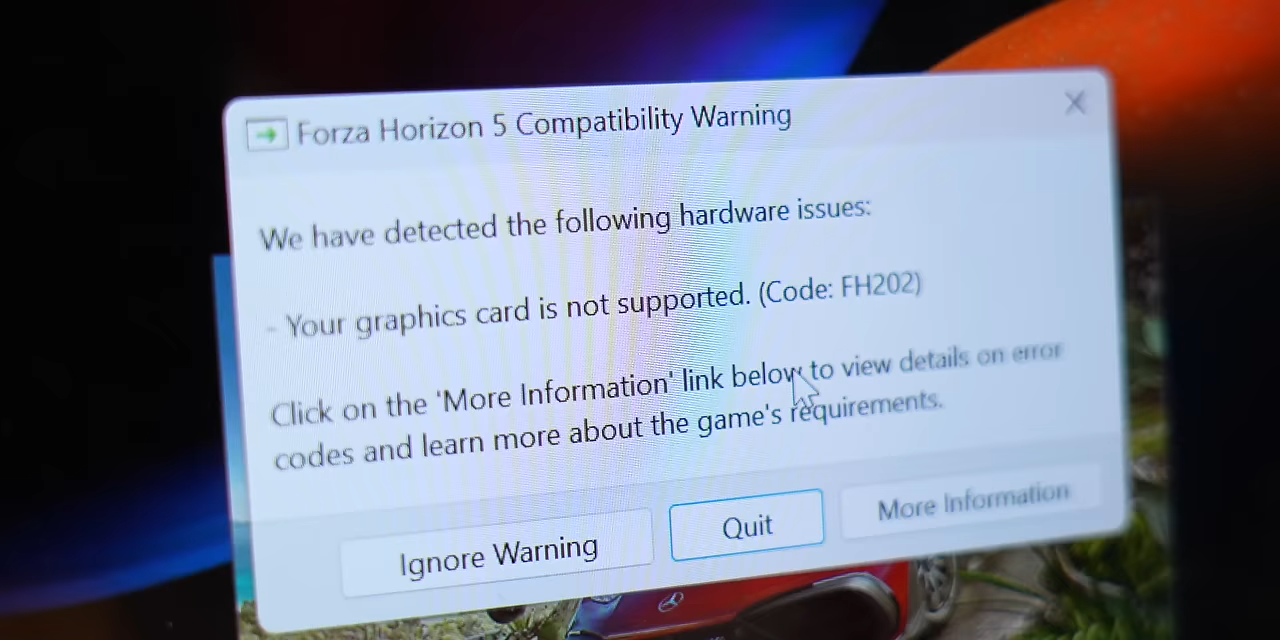 Forza Horizon 5 Compatibility Warning
We have detected the following hardware issues:
- Your graphics card is not supported. (Code: FH202)
Click on the 'More Information' link below to view details on error
codes and learn more about the game's requirements.
Ignore Warning
Quit
More Information